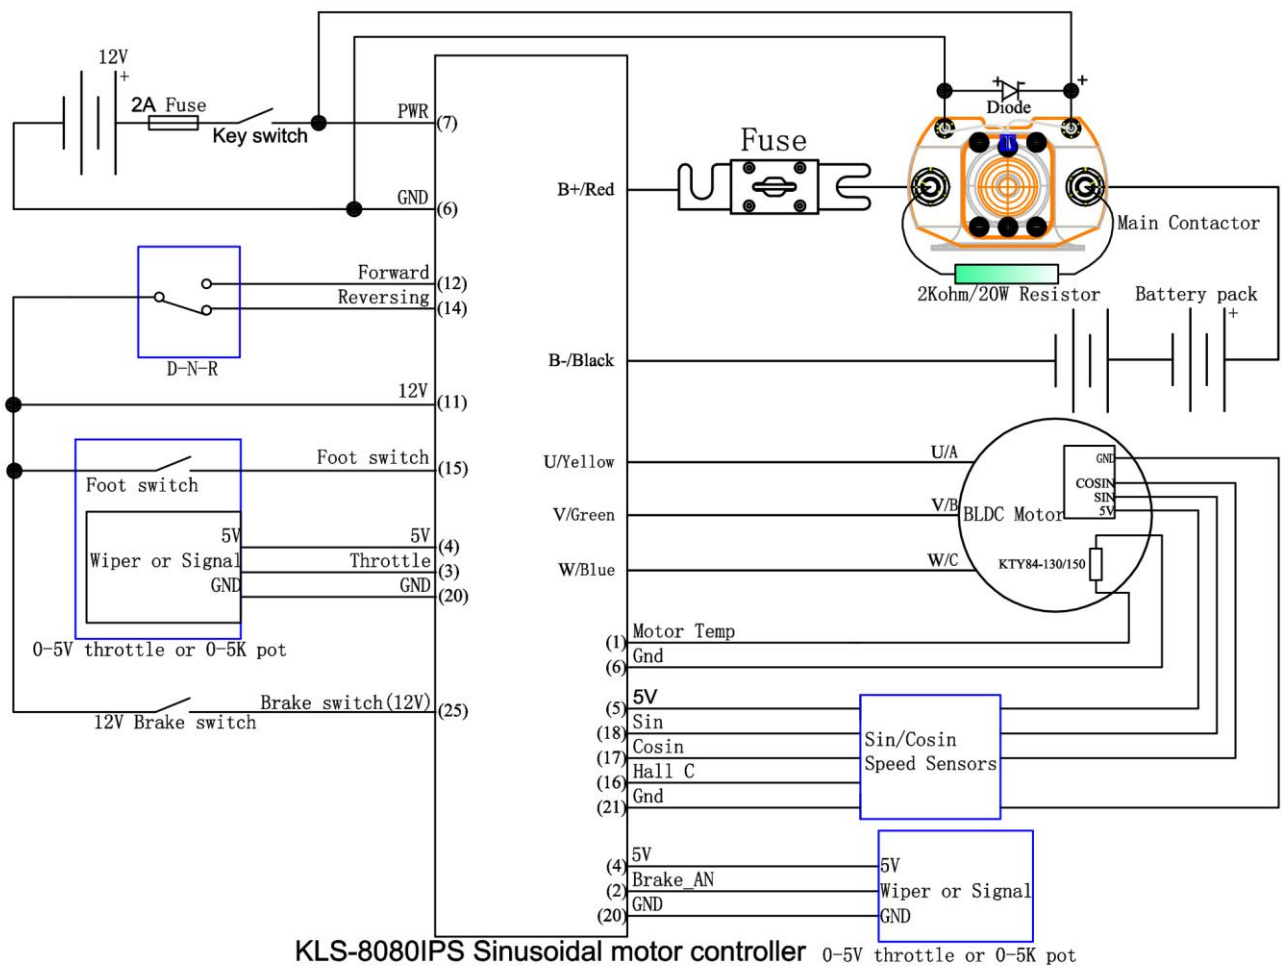 12V
+
2A Fuse
Key switch
PWR
(7)
GND
(6)
Forward
(12)
Reversing
(14)
D-N-R
12V
(11)
Foot switch
(15)
Foot switch
5V
5V
(4)
Wiper or Signal
Throttle
(3)
GND
GND
(20)
0-5V throttle or 0-5K pot
Brake switch(12V)
(25)
12V Brake switch
Fuse
B+/Red
+
+
Diode
Main Contactor
2Kohm/20W Resistor
Battery pack
+
B-/Black
U/Yellow
U/A
V/Green
V/B
W/Blue
W/C
BLDC Motor
GND
COSIN
SIN
5V
KTY84-130/150
(1)
Motor Temp
(6)
Gnd
(5)
5V
(18)
Sin
(17)
Cosin
(16)
Hall C
(21)
Gnd
Sin/Cosin
Speed Sensors
(4)
5V
5V
(2)
Brake_AN
Wiper or Signal
(20)
GND
GND
KLS-8080IPS Sinusoidal motor controller
0-5V throttle or 0-5K pot